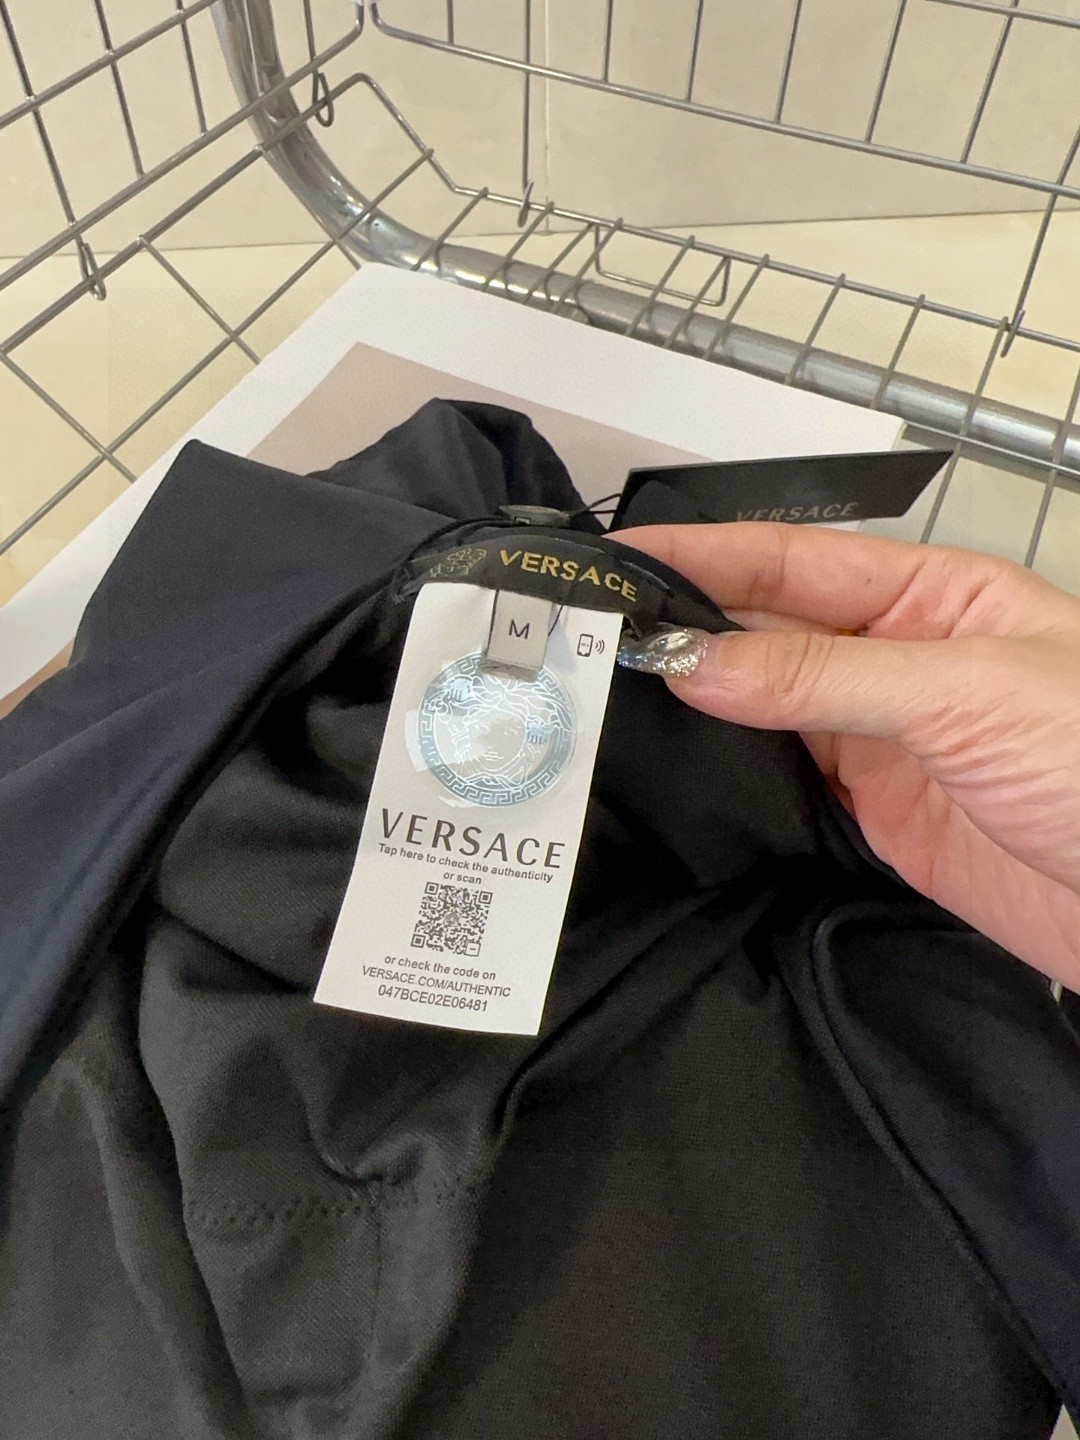 VERSACE
VERSACE
M
VERSACE
Tap here to check the authenticity
or scan
or check the code on
VERSACE.COM/AUTHENTIC
047BCE02E06481